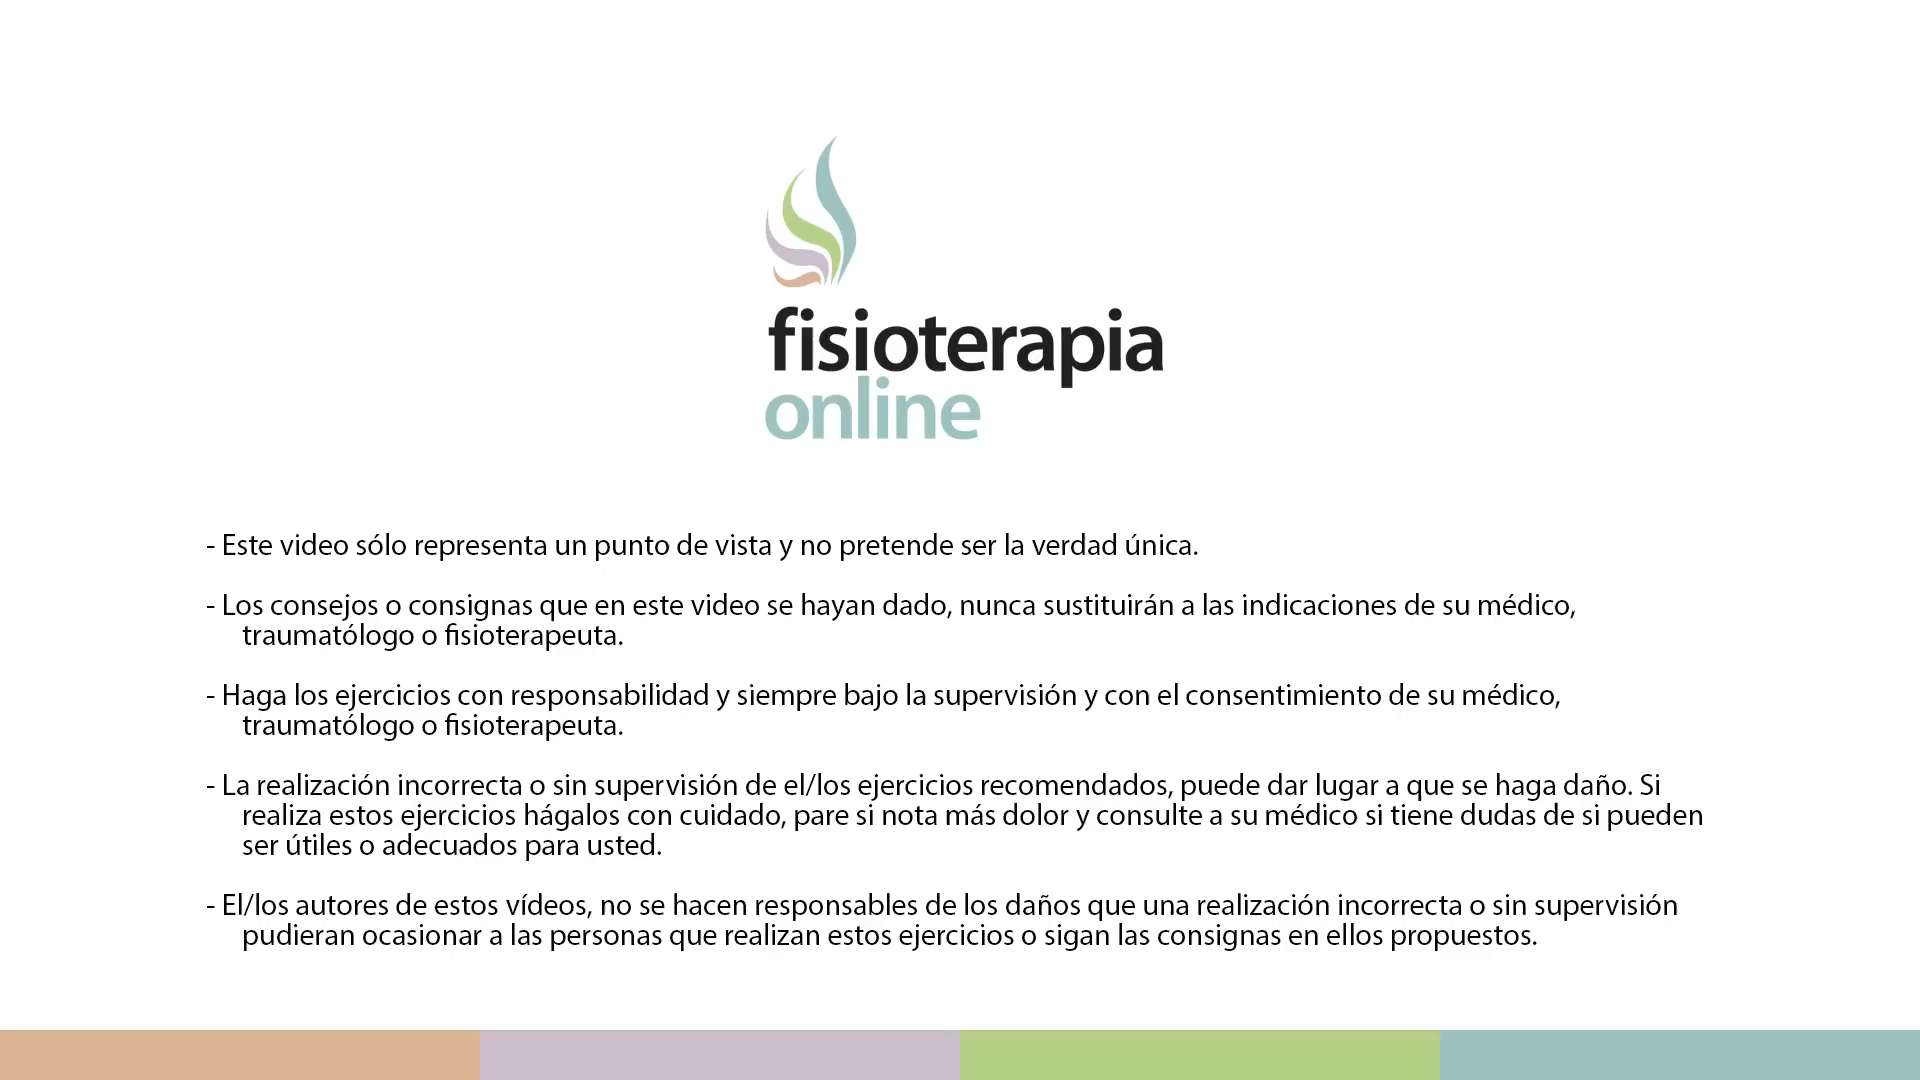 fisioterapia
online
- Este video sólo representa un punto de vista y no pretende ser la verdad única.
- Los consejos o consignas que en este video se hayan dado, nunca sustituirán a las indicaciones de su médico,
traumatólogo o fisioterapeuta.
- Haga los ejercicios con responsabilidad y siempre bajo la supervisión y con el consentimiento de su médico,
traumatólogo o fisioterapeuta.
- La realización incorrecta o sin supervisión de el/los ejercicios recomendados, puede dar lugar a que se haga daño. Si
realiza estos ejercicios hágalos con cuidado, pare si nota más dolor y consulte a su médico si tiene dudas de si pueden
ser útiles o adecuados para usted.
- El/los autores de estos vídeos, no se hacen responsables de los daños que una realización incorrecta o sin supervisión
pudieran ocasionar a las personas que realizan estos ejercicios o sigan las consignas en ellos propuestos.